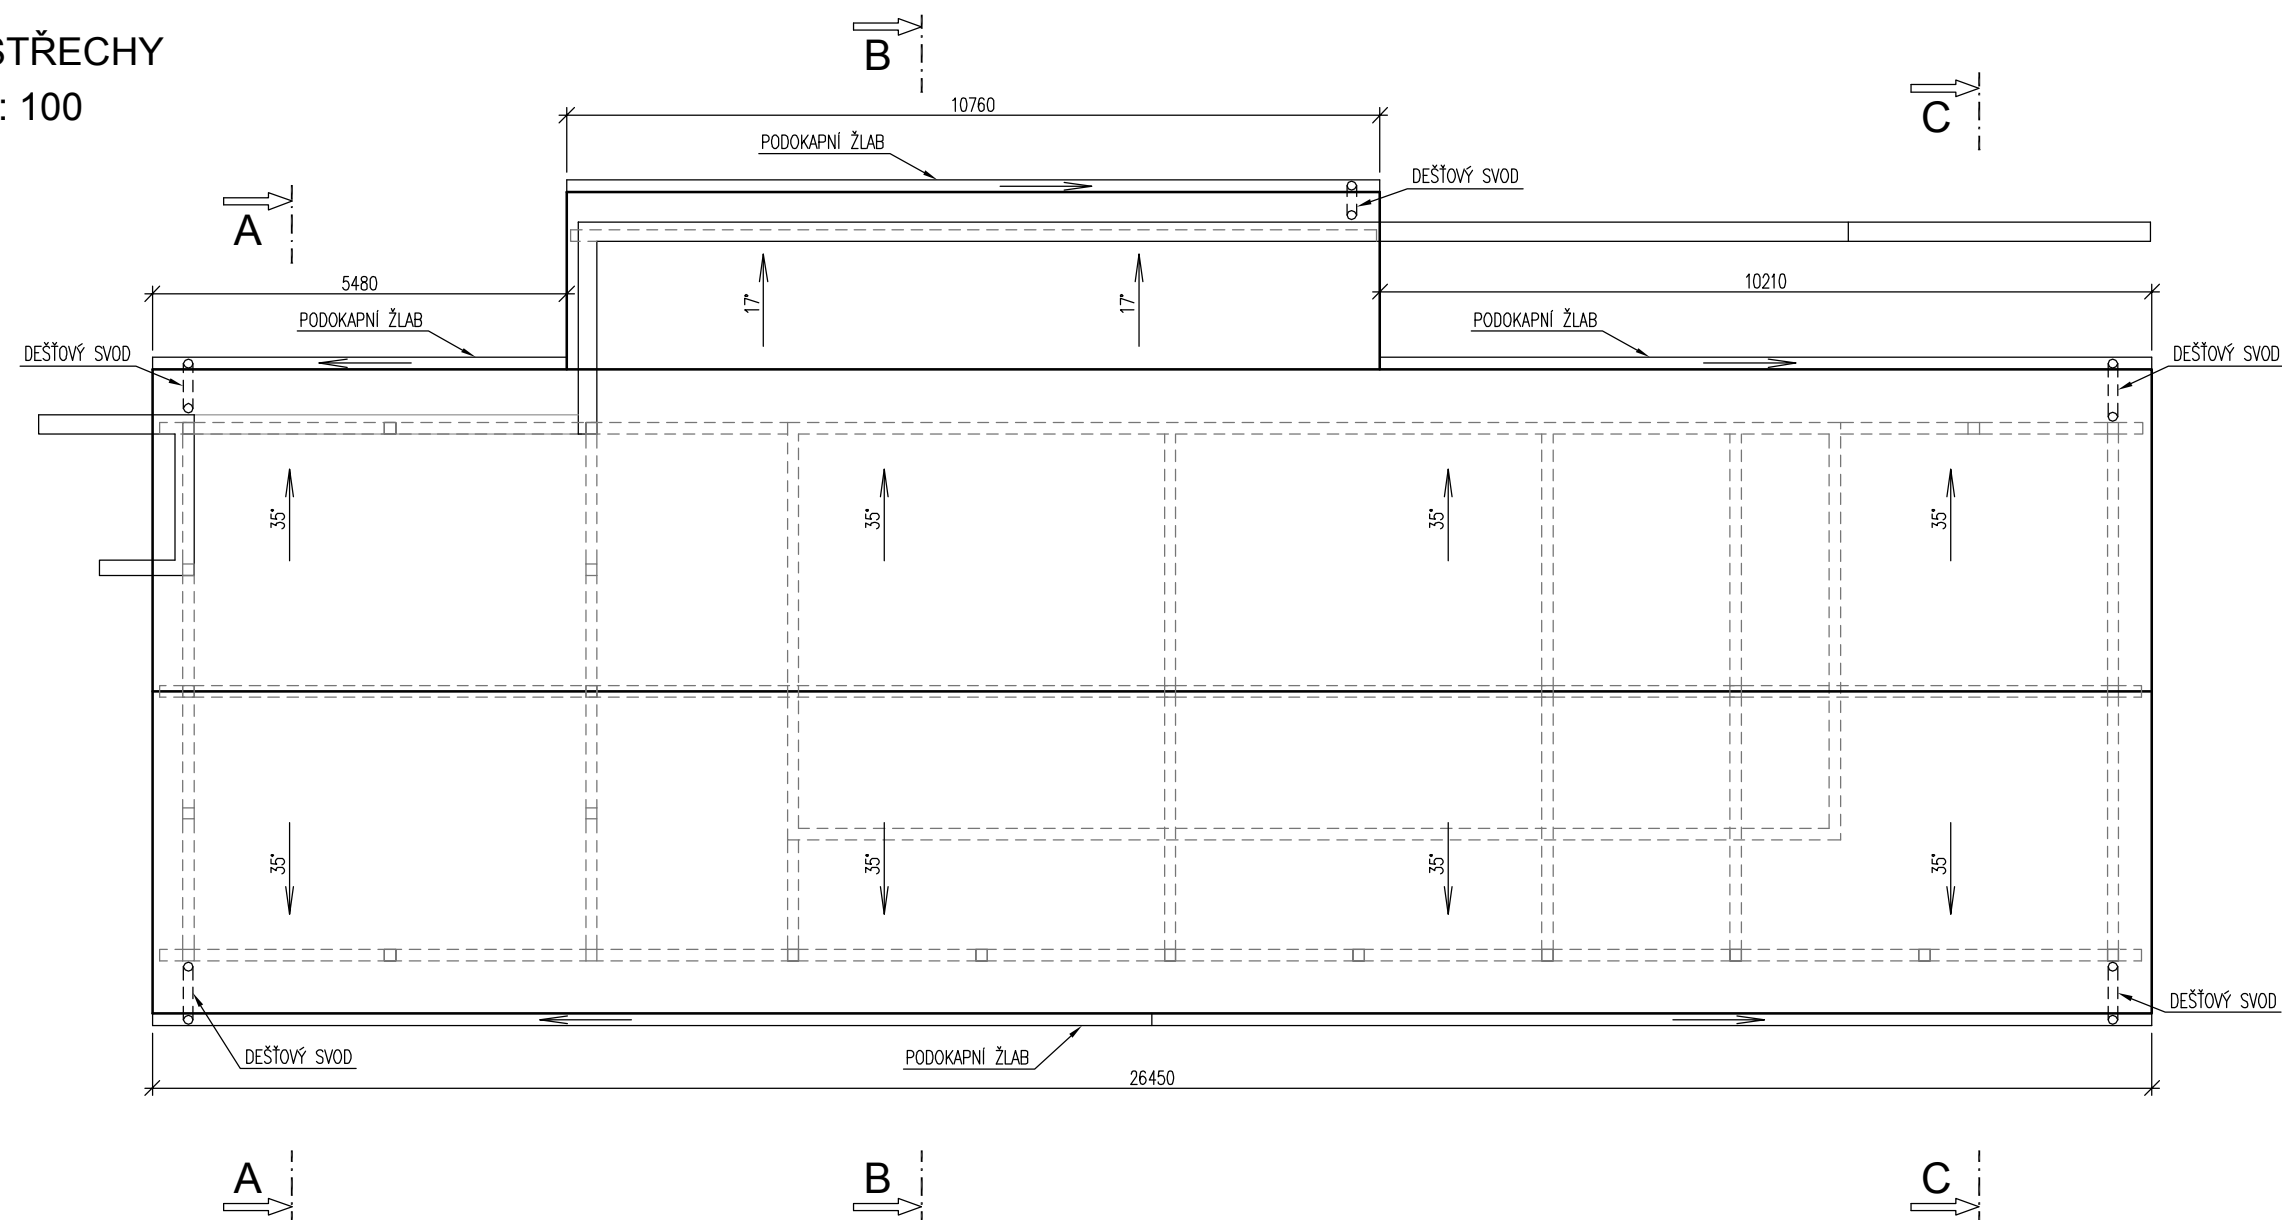 STŘECHY
: 100
B
C
10760
PODOKAPNÍ ŽLAB
DEŠŤOVÝ SVOD
A
5480
10210
17°
17°
PODOKAPNÍ ŽLAB
PODOKAPNÍ ŽLAB
DEŠŤOVÝ SVOD
DEŠŤOVÝ SVOD
35°
35°
35°
35°
35°
35°
35°
35°
DEŠŤOVÝ SVOD
DEŠŤOVÝ SVOD
PODOKAPNÍ ŽLAB
26450
A
B
C